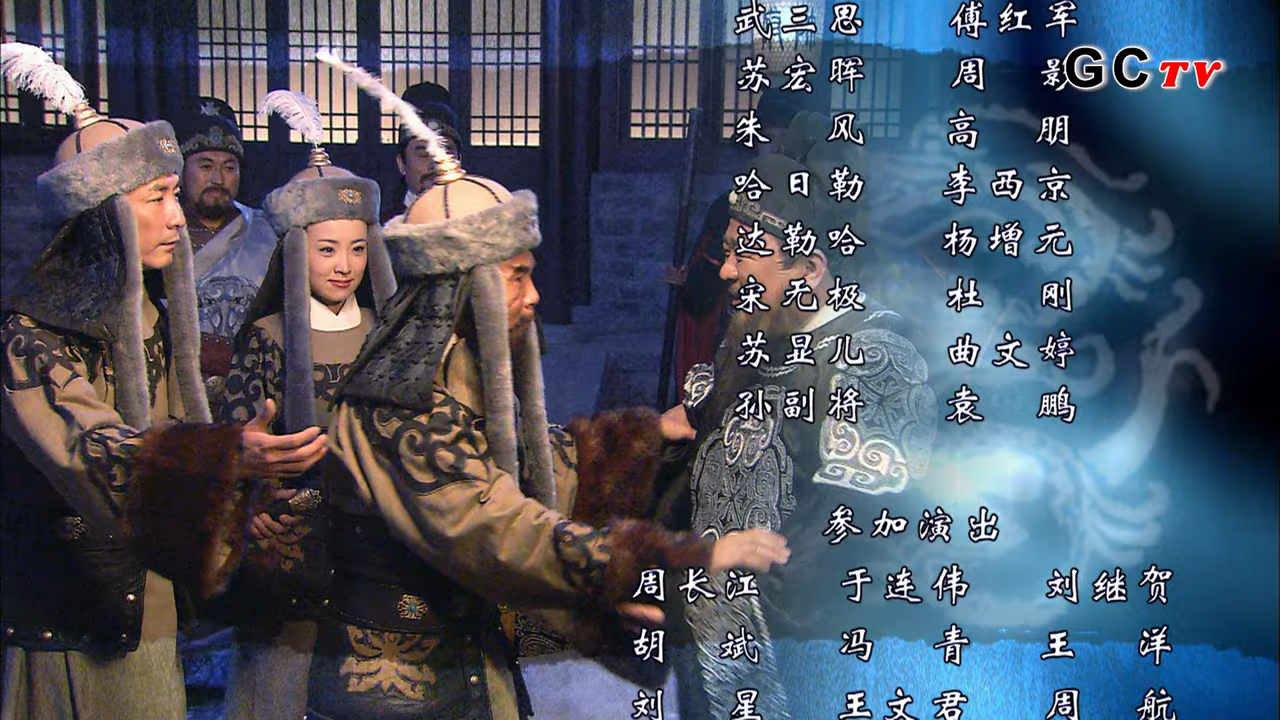 武三思 傅红军
GCTV
苏宏晖 周影
朱风 高朋
哈日勒 李西京
达勒哈 杨增元
宋无极 杜刚
苏显儿 曲文婷
孙副将 袁鹏
参加演出
周长江 于连伟 刘继贺
胡斌 冯青 王洋
刘星 王文君 周航